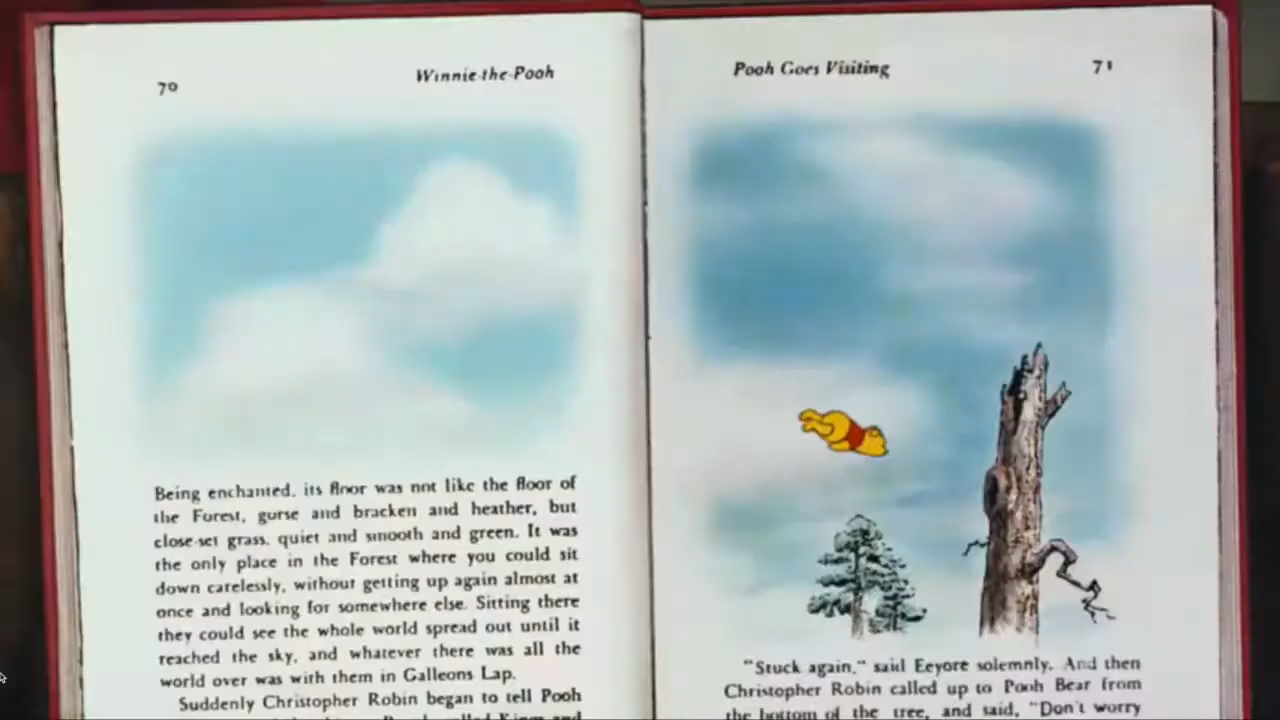 70
Winnie-the-Pooh
Being enchanted, its floor was not like the floor of
the Forest, gorse and bracken and heather, but
close-set grass, quiet and smooth and green. It was
the only place in the Forest where you could sit
down carelessly, without getting up again almost at
once and looking for somewhere else. Sitting there
they could see the whole world spread out until it
reached the sky, and whatever there was all the
world over was with them in Galleons Lap.
Suddenly Christopher Robin began to tell Pooh
Pooh Goes Visiting
71
"Stuck again," said Eeyore solemnly. And then
Christopher Robin called up to Pooh Bear from
the bottom of the tree, and said, "Don't worry